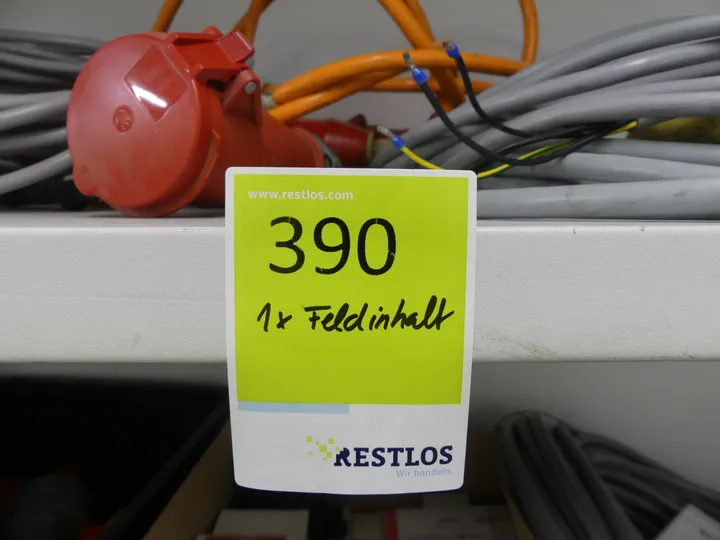 www.restlos.com
390
1x Feldinhalt
RESTLOS
Wir handeln.